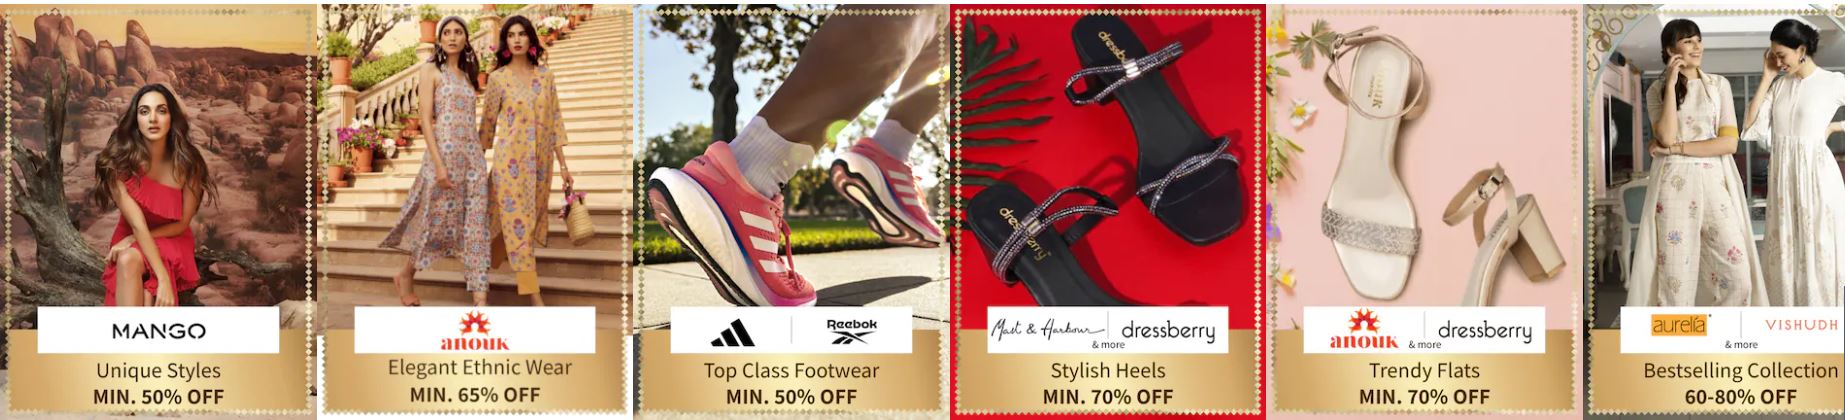 MANGO
Unique Styles
MIN. 50% OFF
anouk
Elegant Ethnic Wear
MIN. 65% OFF
Reebok
Top Class Footwear
MIN. 50% OFF
dressberry
dressberry
Mast & Harbour
dressberry
& more
Stylish Heels
MIN. 70% OFF
anouk
& more
dressberry
Trendy Flats
MIN. 70% OFF
aurelia
VISHUDH
& more
Bestselling Collection
60-80% OFF